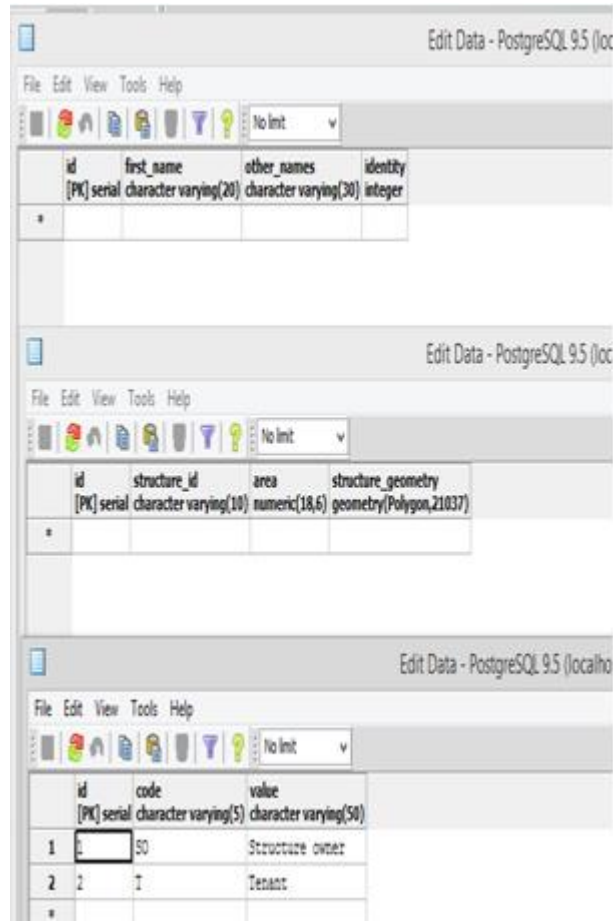 Edit Data - PostgreSQL 9.5 (loc
File Edit View Tools Help
No limit
id first_name other_names identity
[PK] serial character varying(20) character varying(30) integer
*
Edit Data - PostgreSQL 9.5 (loc
File Edit View Tools Help
No limit
id structure_id area structure_geometry
[PK] serial character varying(10) numeric(18,6) geometry(Polygon,21037)
*
Edit Data - PostgreSQL 9.5 (localho
File Edit View Tools Help
No limit
id code value
[PK] serial character varying(5) character varying(50)
1 1 SO Structure owner
2 2 T Tenant
*